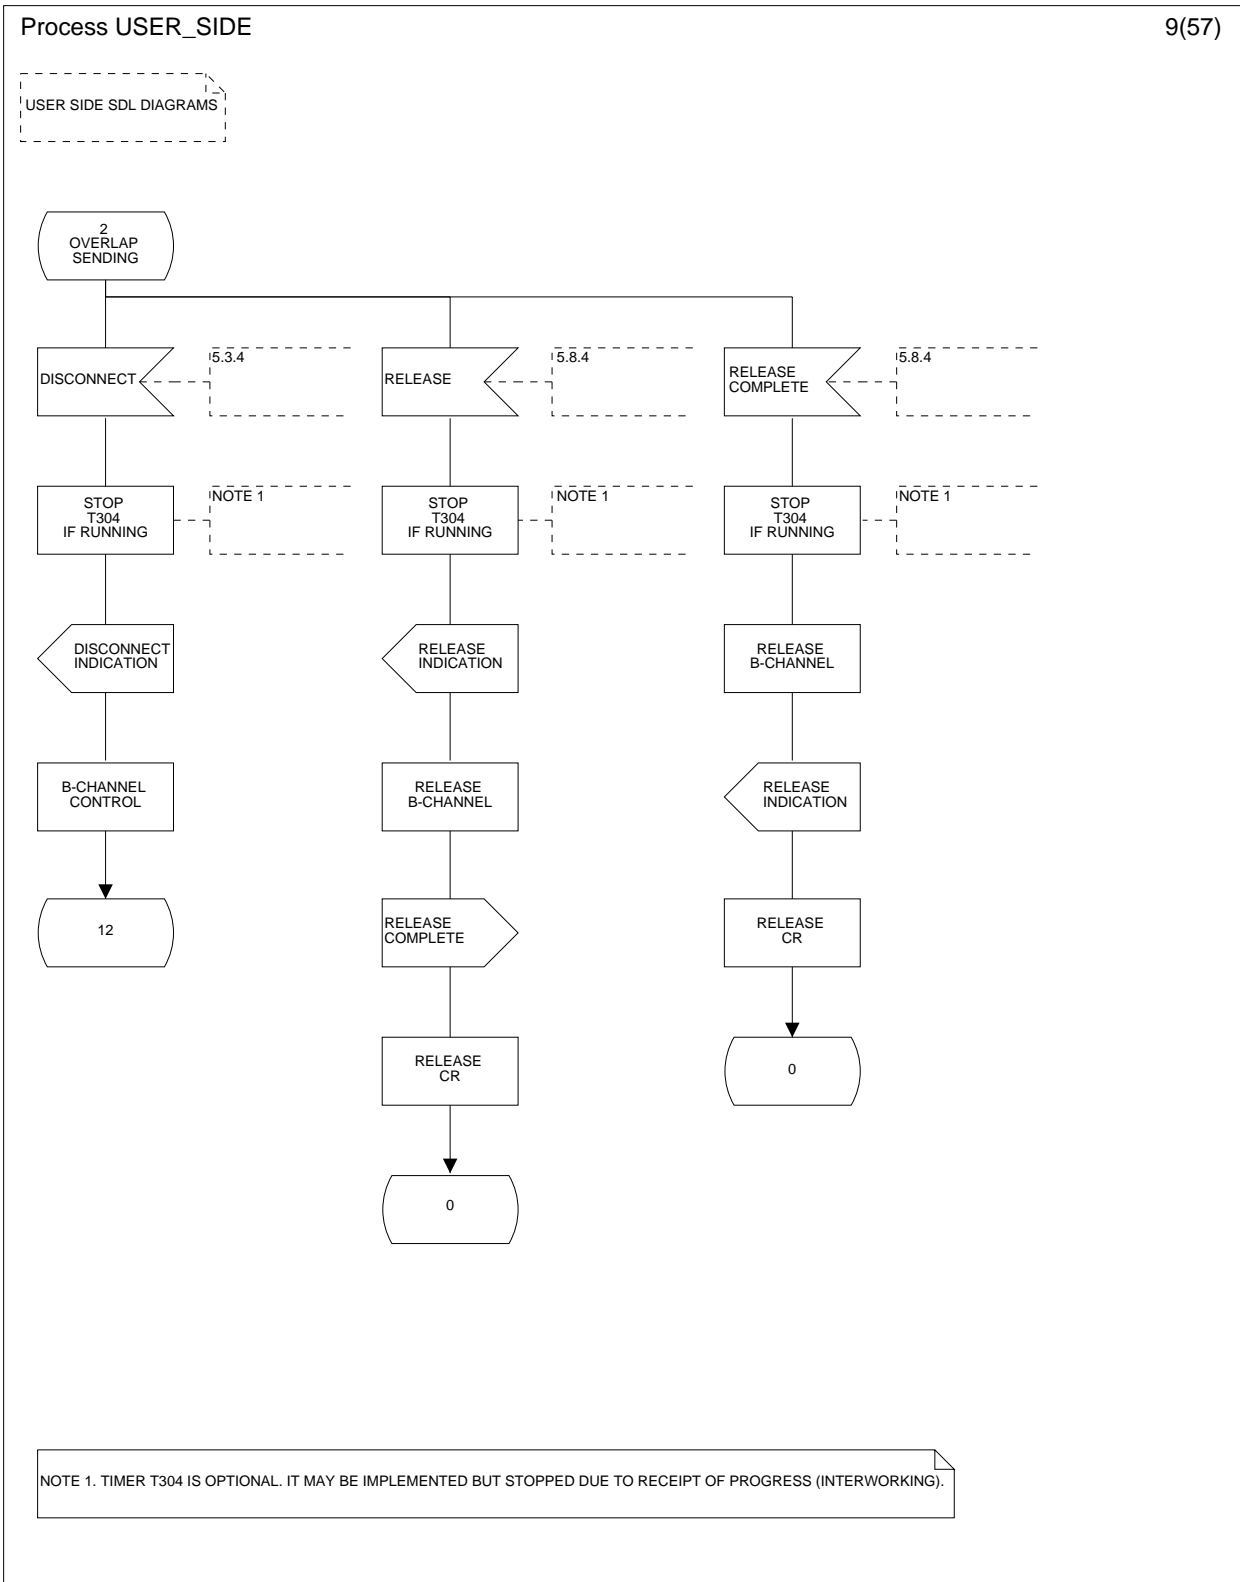 Process USER_SIDE
9(57)
USER SIDE SDL DIAGRAMS
2
OVERLAP
SENDING
DISCONNECT
5.3.4
RELEASE
5.8.4
RELEASE
COMPLETE
5.8.4
STOP
T304
IF RUNNING
NOTE 1
STOP
T304
IF RUNNING
NOTE 1
STOP
T304
IF RUNNING
NOTE 1
DISCONNECT
INDICATION
RELEASE
INDICATION
RELEASE
B-CHANNEL
B-CHANNEL
CONTROL
RELEASE
B-CHANNEL
RELEASE
INDICATION
12
RELEASE
COMPLETE
RELEASE
CR
RELEASE
CR
0
0
NOTE 1. TIMER T304 IS OPTIONAL. IT MAY BE IMPLEMENTED BUT STOPPED DUE TO RECEIPT OF PROGRESS (INTERWORKING).